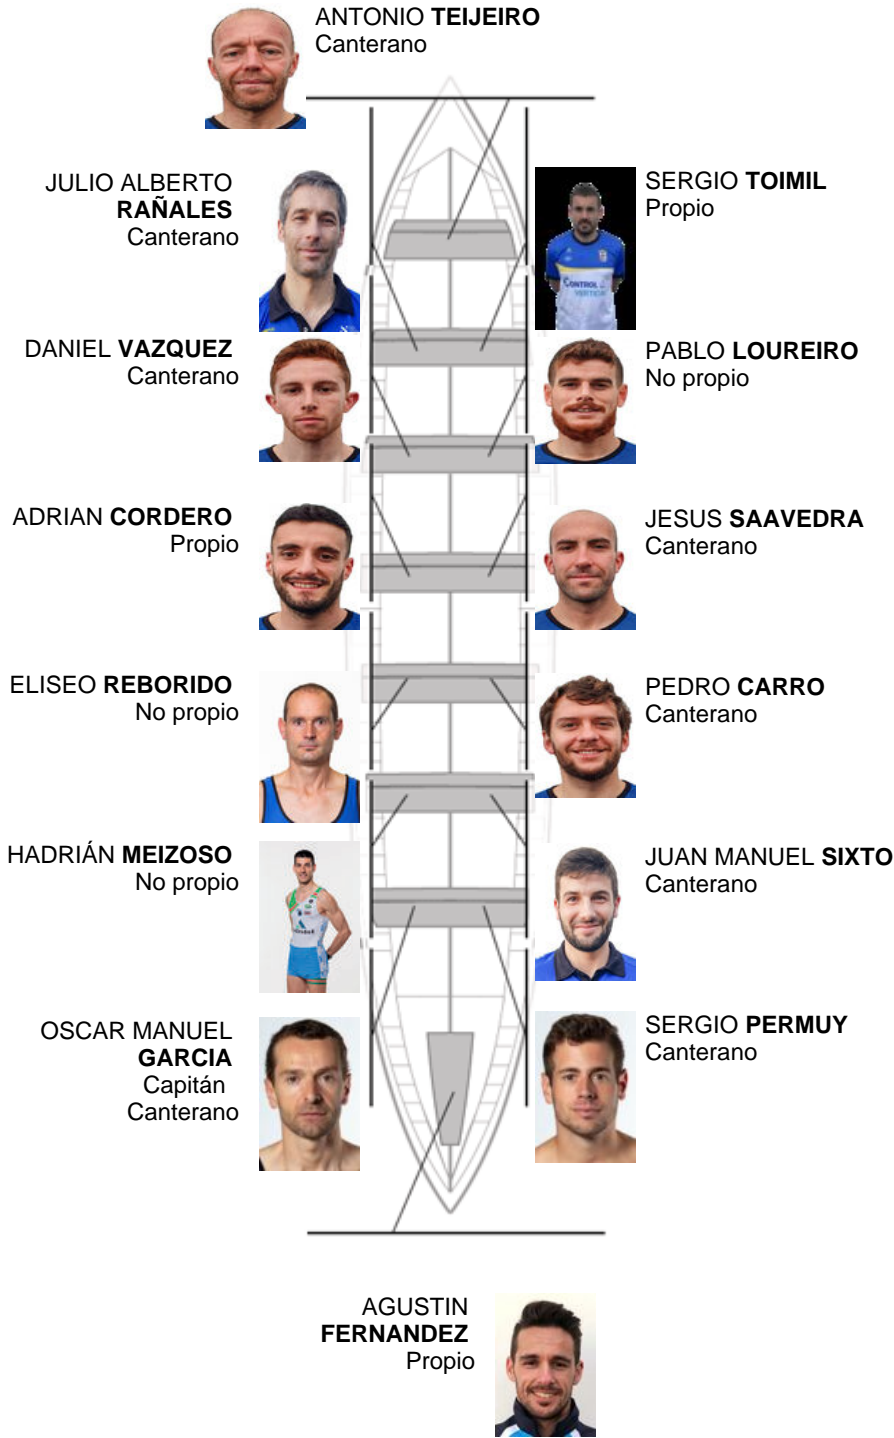 ANTONIO TEIJEIRO
Canterano
JULIO ALBERTO
RAÑALES
Canterano
SERGIO TOIMIL
Propio
CONTROL
VERTICAL
DANIEL VAZQUEZ
Canterano
PABLO LOUREIRO
No propio
ADRIAN CORDERO
Propio
JESUS SAAVEDRA
Canterano
ELISEO REBORIDO
No propio
PEDRO CARRO
Canterano
HADRIÁN MEIZOSO
No propio
JUAN MANUEL SIXTO
Canterano
OSCAR MANUEL
GARCIA
Capitán
Canterano
SERGIO PERMUY
Canterano
AGUSTIN
FERNANDEZ
Propio